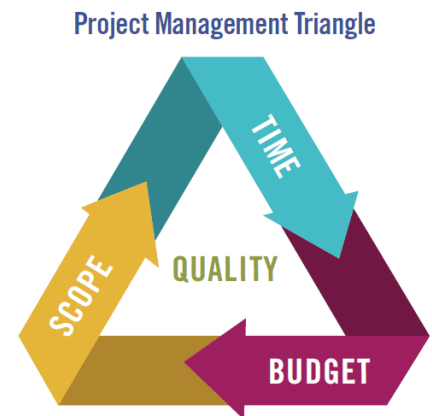 Project Management Triangle
TIME
QUALITY
SCOPE
BUDGET